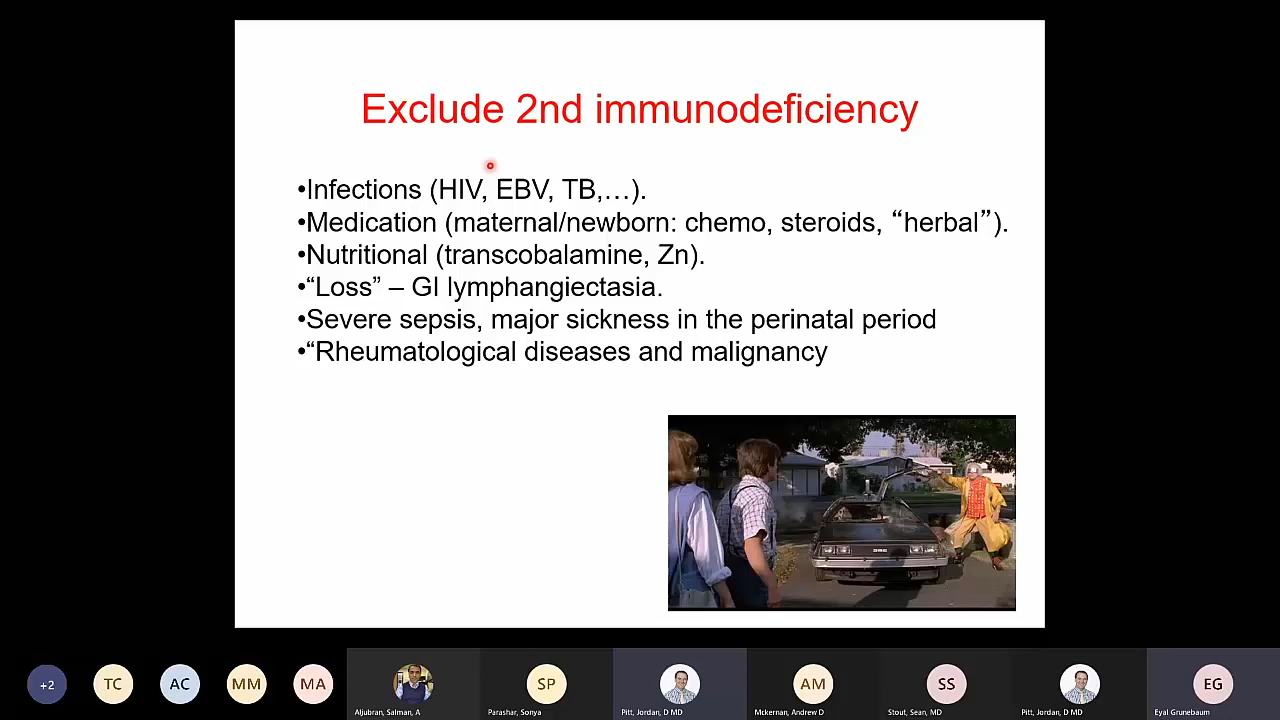 Exclude 2nd immunodeficiency
•Infections (HIV, EBV, TB,…).
•Medication (maternal/newborn: chemo, steroids, “herbal”).
•Nutritional (transcobalamine, Zn).
•“Loss” – GI lymphangiectasia.
•Severe sepsis, major sickness in the perinatal period
•“Rheumatological diseases and malignancy
+2
TC
AC
MM
MA
SP
AM
SS
EG
Aljubran, Salman, A
Parashar, Sonya
Pitt, Jordan, D MD
Mckernan, Andrew D
Stout, Sean, MD
Pitt, Jordan, D MD
Eyal Grunebaum